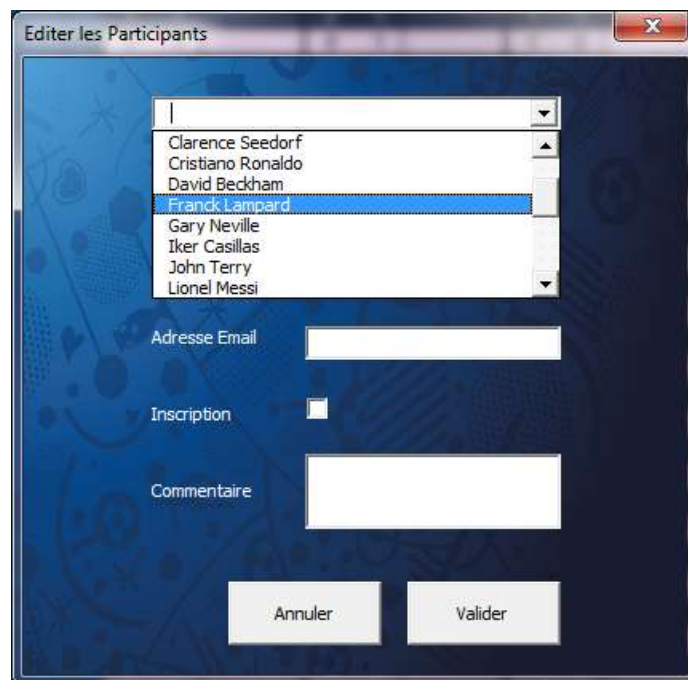 Editer les Participants
Clarence Seedorf
Cristiano Ronaldo
David Beckham
Franck Lampard
Gary Neville
Iker Casillas
John Terry
Lionel Messi
Adresse Email
Inscription
Commentaire
Annuler
Valider